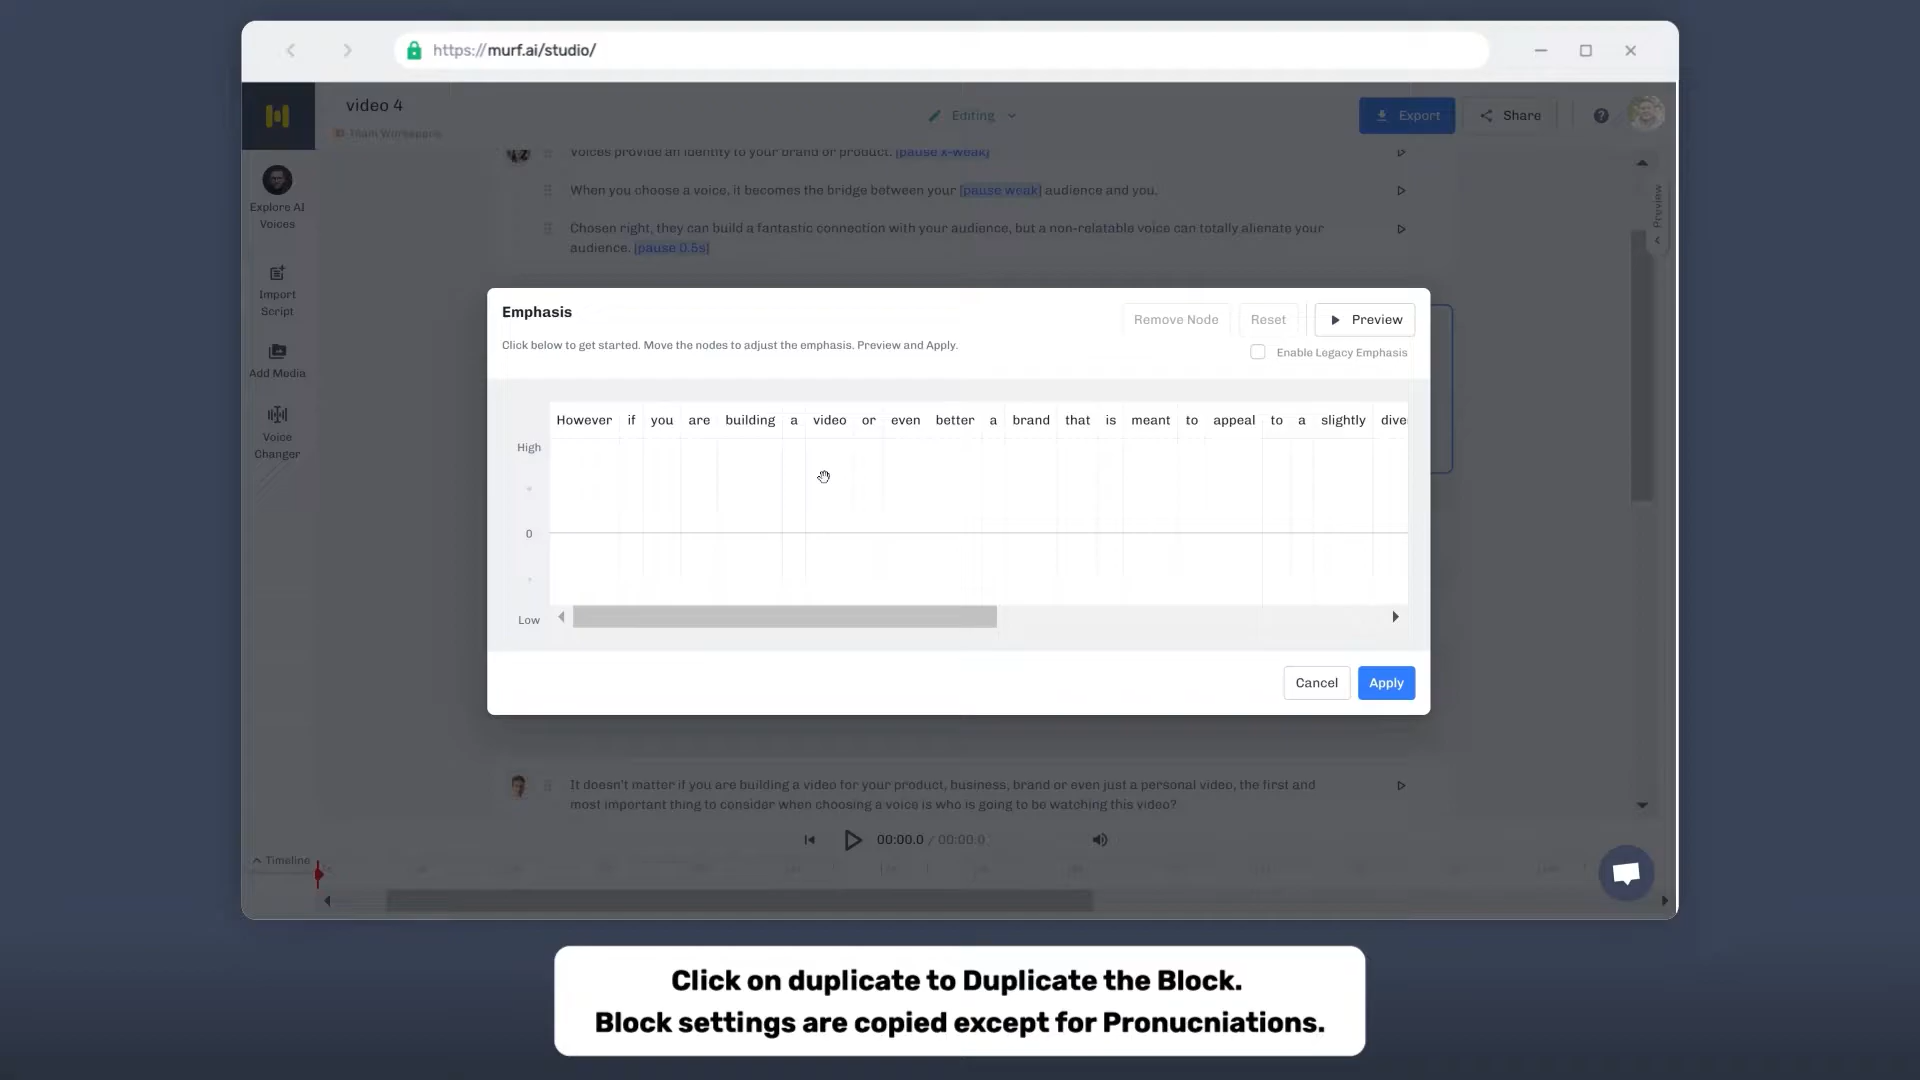 https://murf.ai/studio/
video 4
Team Workspace
Editing
Export
Share
Explore AI
Voices
Import
Script
Add Media
Voice
Changer
Voices provide an identity to your brand or product. [pause x-weak]
When you choose a voice, it becomes the bridge between your [pause weak] audience and you.
Chosen right, they can build a fantastic connection with your audience, but a non-relatable voice can totally alienate your
audience. [pause 0.5s]
Preview
Emphasis
Remove Node
Reset
Preview
Click below to get started. Move the nodes to adjust the emphasis. Preview and Apply.
Enable Legacy Emphasis
However if you are building a video or even better a brand that is meant to appeal to a slightly dive
High
0
Low
Cancel
Apply
It doesn't matter if you are building a video for your product, business, brand or even just a personal video, the first and
most important thing to consider when choosing a voice is who is going to be watching this video?
00:00.0 / 00:00.0
Timeline
Click on duplicate to Duplicate the Block.
Block settings are copied except for Pronucniations.